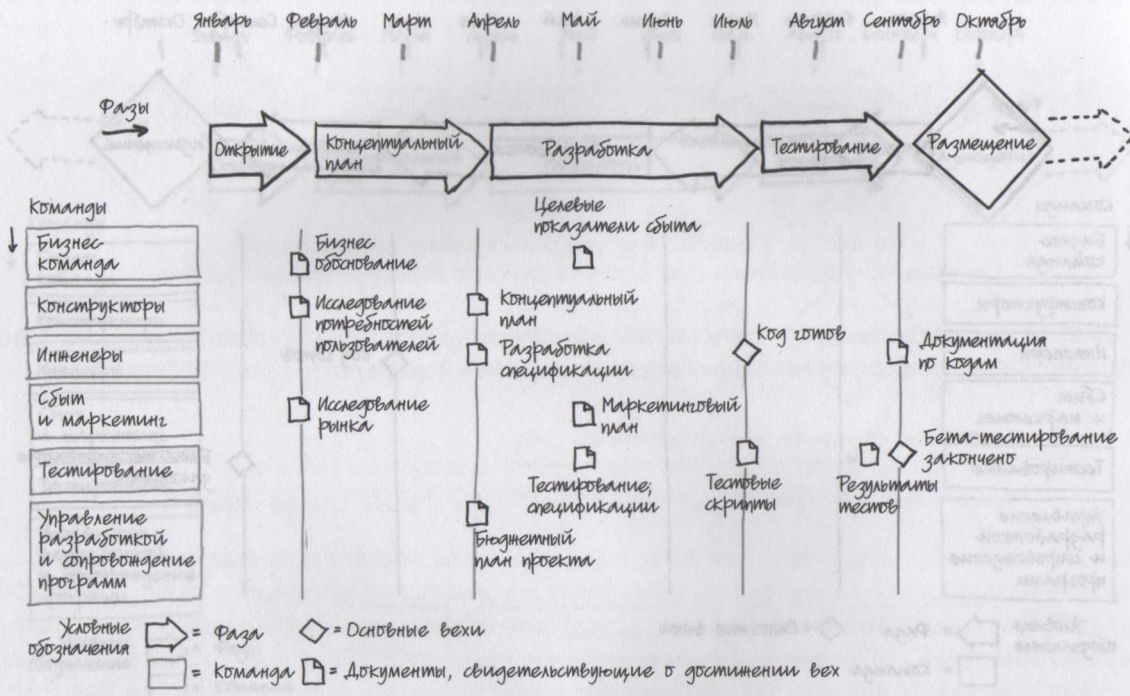 Январь Февраль Март Апрель Май Июнь Июль Август Сентябрь Октябрь
Фазы
Открытие
Концептуальный
план
Разработка
Тестирование
Размещение
Команды
Бизнес
команда
Бизнес
обоснование
Целевые
показатели сбыта
Конструкторы
Исследование
потребностей
пользователей
Концептуальный
план
Инженеры
Разработка
спецификации
Код готов
Документация
по кодам
Сбыт
и маркетинг
Исследование
рынка
Маркетинговый
план
Тестирование
Тестирование,
спецификации
Тестовые
скрипты
Результаты
тестов
Бета-тестирование
закончено
Управление
разработкой
и сопровождение
программ
Бюджетный
план проекта
Условные
обозначения
= Фаза
= Основные вехи
= Команда
= Документы, свидетельствующие о достижении вех